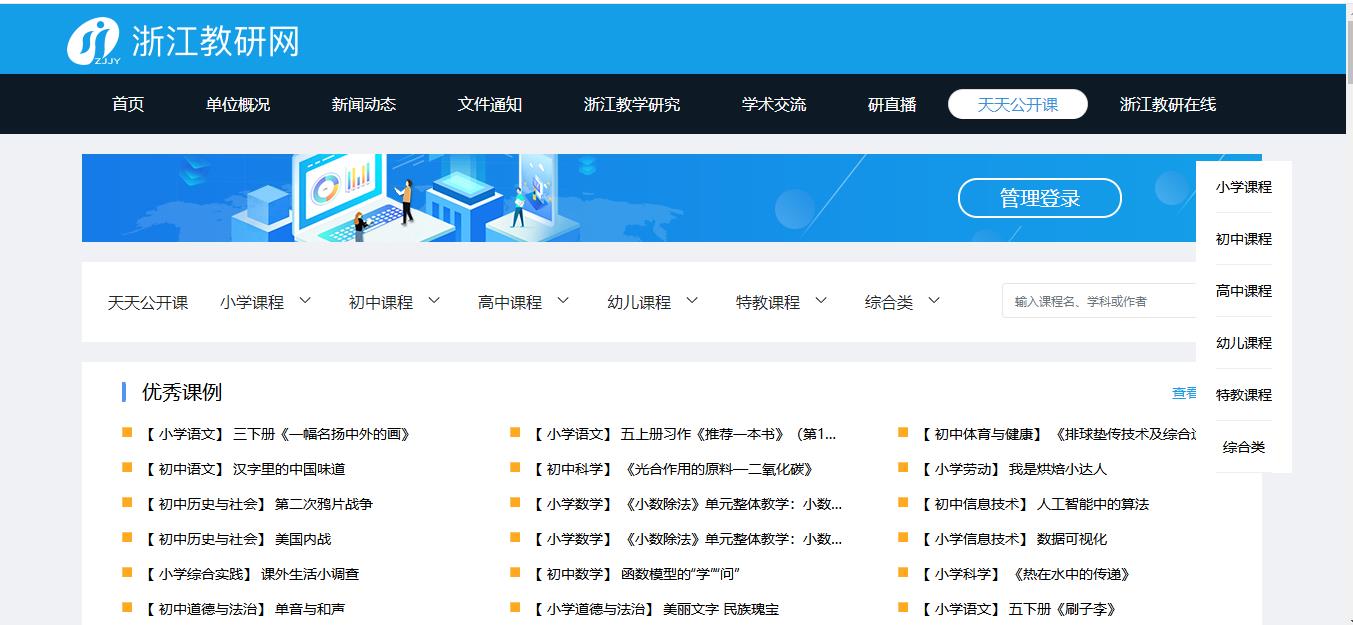 ZJJY 浙江教研网
首页 单位概况 新闻动态 文件通知 浙江教学研究 学术交流 研直播 天天公开课 浙江教研在线
管理登录
小学课程
初中课程
高中课程
幼儿课程
特教课程
综合类
天天公开课 小学课程 初中课程 高中课程 幼儿课程 特教课程 综合类 输入课程名、学科或作者
优秀课例 查看
【 小学语文】 三下册《一幅名扬中外的画》 【 小学语文】 五上册习作《推荐一本书》（第1... 【 初中体育与健康】 《排球垫传技术及综合
【 初中语文】 汉字里的中国味道 【 初中科学】 《光合作用的原料—二氧化碳》 【 小学劳动】 我是烘焙小达人
【 初中历史与社会】 第二次鸦片战争 【 小学数学】 《小数除法》单元整体教学：小数... 【 初中信息技术】 人工智能中的算法
【 初中历史与社会】 美国内战 【 小学数学】 《小数除法》单元整体教学：小数... 【 小学信息技术】 数据可视化
【 小学综合实践】 课外生活小调查 【 初中数学】 函数模型的“学”“问” 【 小学科学】 《热在水中的传递》
【 初中道德与法治】 单音与和声 【 小学道德与法治】 美丽文字 民族瑰宝 【 小学语文】 五下册《刷子李》